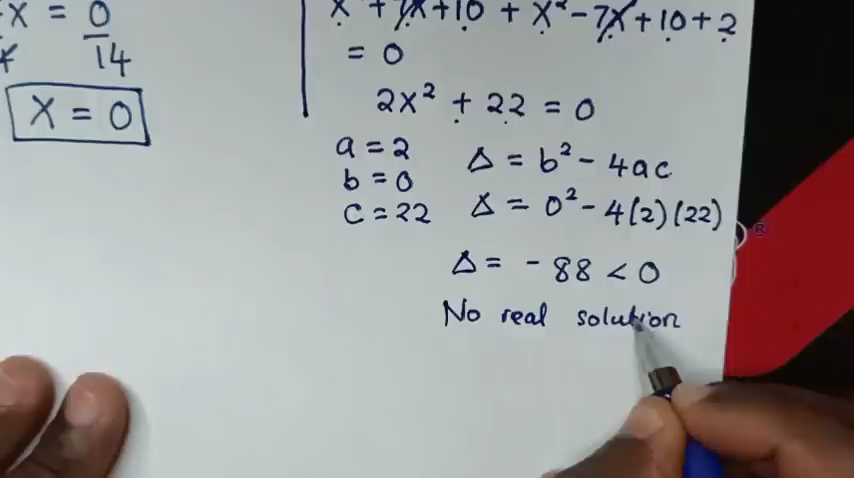 x = 0
14
x = 0
x² + 7x + 10 + x² - 7x + 10 + 2
= 0
2x² + 22 = 0
a = 2
b = 0
c = 22
Δ = b² - 4ac
Δ = 0² - 4(2)(22)
Δ = - 88 < 0
No real solution